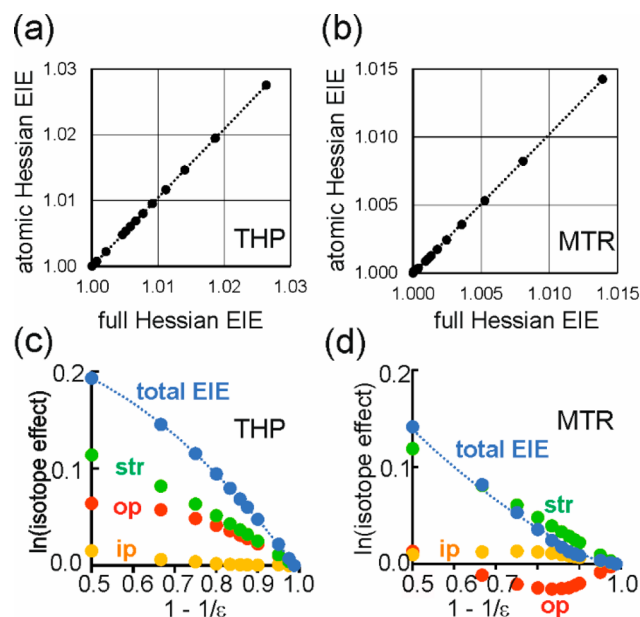 (a)
atomic Hessian EIE
1.03
1.02
1.01
1.00
THP
1.00 1.01 1.02 1.03
full Hessian EIE
(b)
atomic Hessian EIE
1.015
1.010
1.005
1.000
MTR
1.000 1.005 1.010 1.015
full Hessian EIE
(c)
ln(isotope effect)
0.2
0.1
0.0
total EIE
THP
str
op
ip
0.5 0.6 0.7 0.8 0.9 1.0
1 - 1/ε
(d)
ln(isotope effect)
0.2
0.1
0.0
MTR
total EIE
str
ip
op
0.5 0.6 0.7 0.8 0.9 1.0
1 - 1/ε